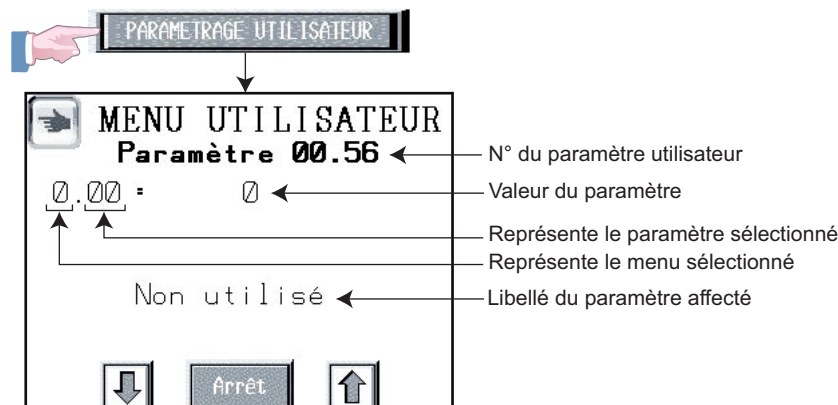 PARAMETRAGE UTILISATEUR
MENU UTILISATEUR
Paramètre 00.56
N° du paramètre utilisateur
0.00 : 0
Valeur du paramètre
Représente le paramètre sélectionné
Représente le menu sélectionné
Non utilisé
Libellé du paramètre affecté
Arrêt